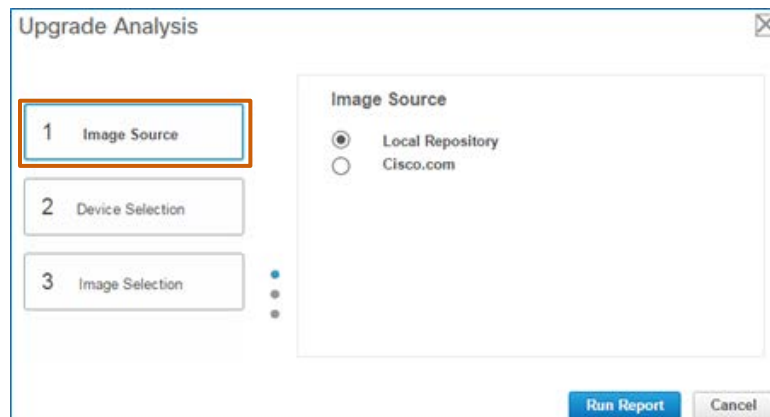 Upgrade Analysis
1 Image Source
2 Device Selection
3 Image Selection
Image Source
Local Repository
Cisco.com
Run Report
Cancel